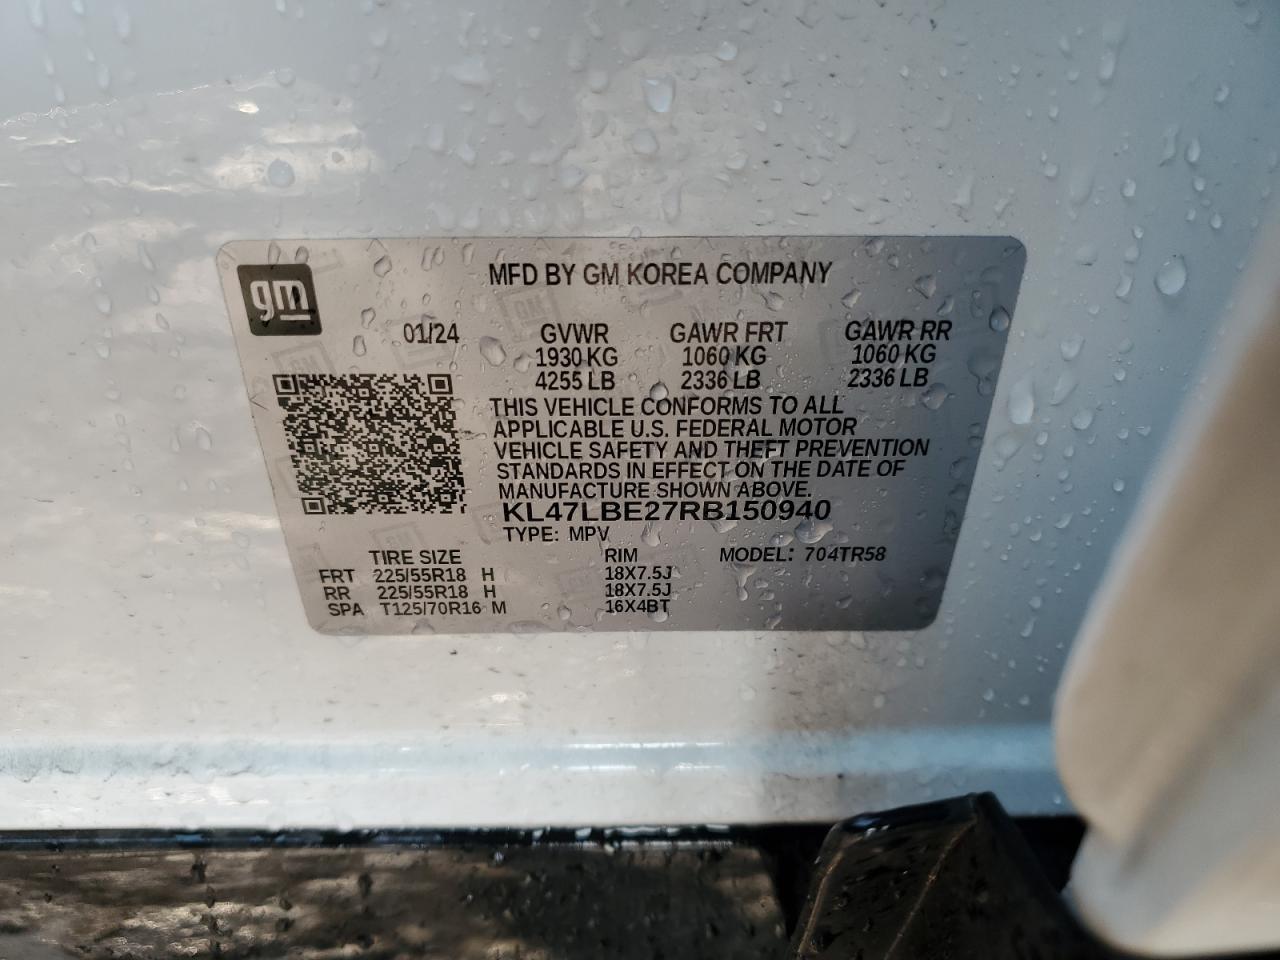 gm
MFD BY GM KOREA COMPANY
01/24 GVWR GAWR FRT GAWR RR
1930 KG 1060 KG 1060 KG
4255 LB 2336 LB 2336 LB
THIS VEHICLE CONFORMS TO ALL
APPLICABLE U.S. FEDERAL MOTOR
VEHICLE SAFETY AND THEFT PREVENTION
STANDARDS IN EFFECT ON THE DATE OF
MANUFACTURE SHOWN ABOVE.
KL47LBE27RB150940
TYPE: MPV
TIRE SIZE RIM MODEL: 704TR58
FRT 225/55R18 H 18X7.5J
RR 225/55R18 H 18X7.5J
SPA T125/70R16 M 16X4BT